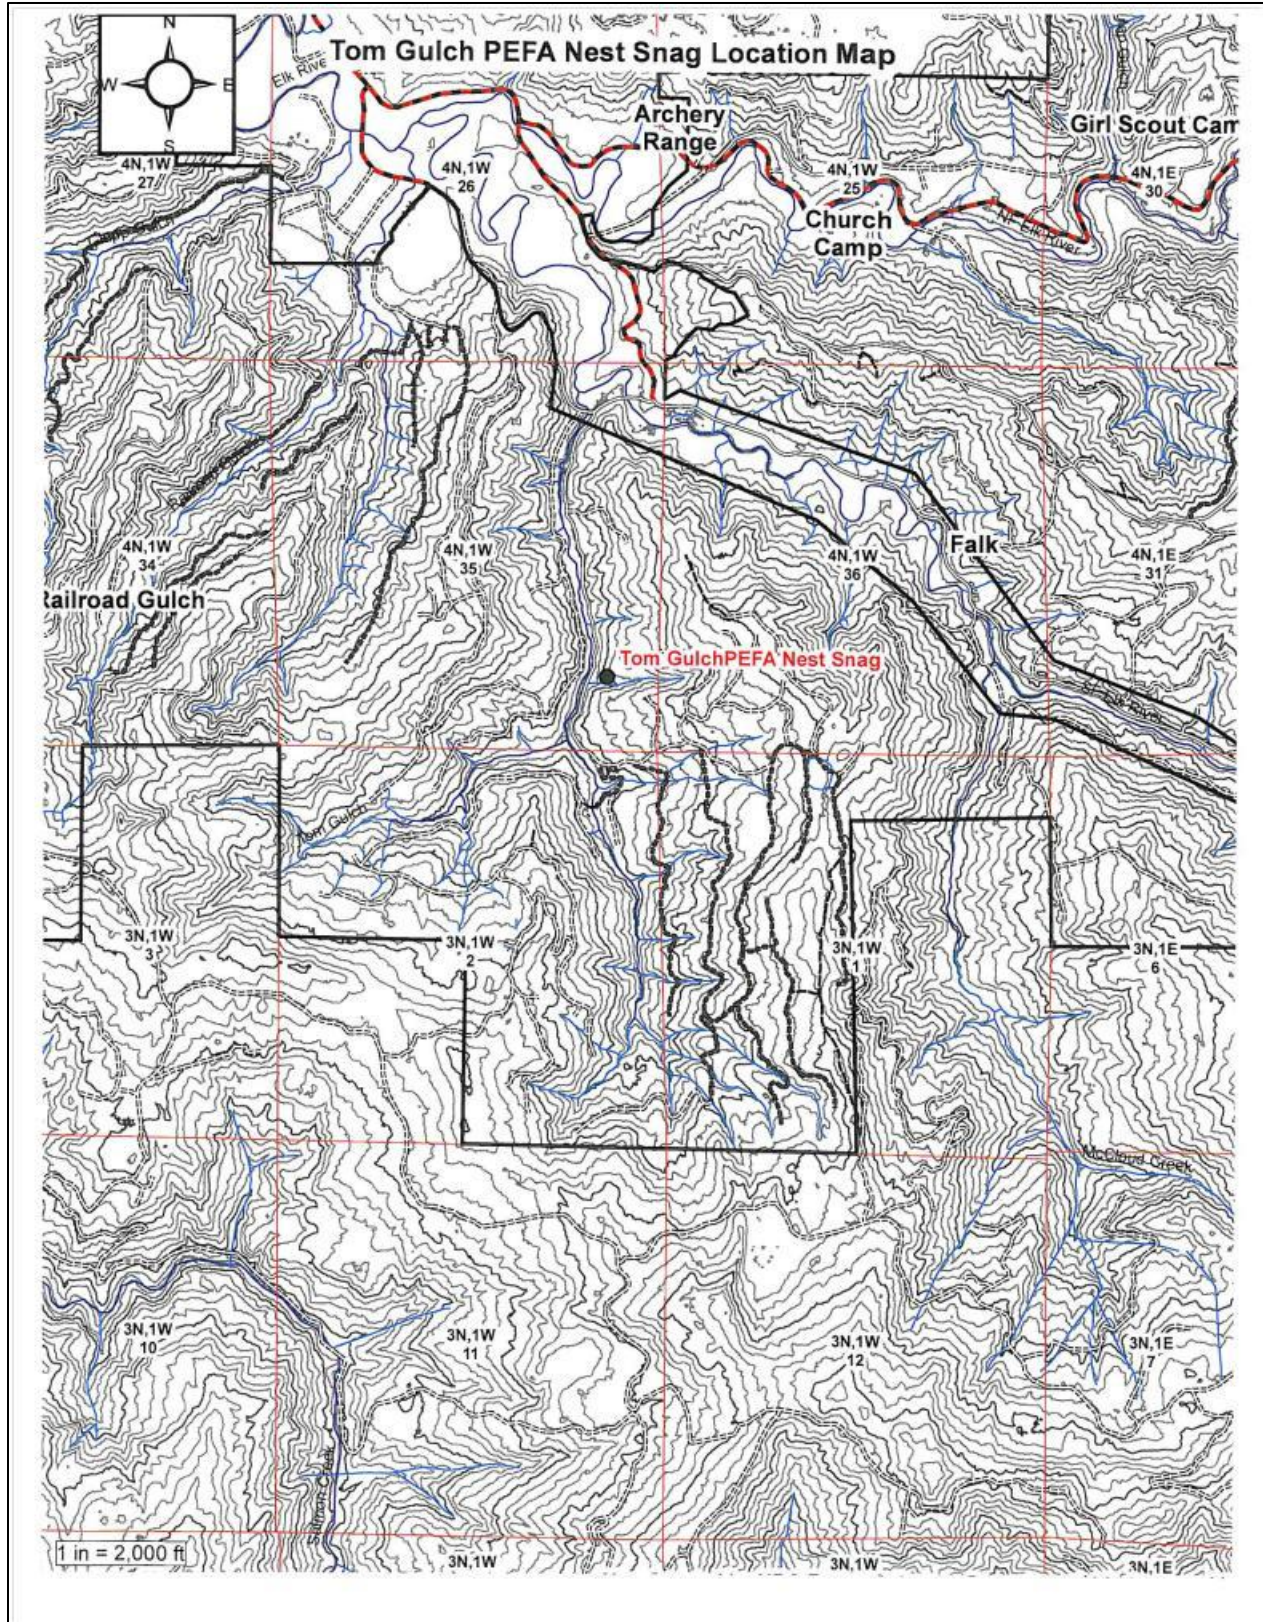 N
Tom Gulch PEFA Nest Snag Location Map
W
E
Elk River
Archery
Range
Girl Scout Cam
S
4N,1W
27
4N,1W
26
4N,1W
25
4N,1E
30
Church
Camp
NF Elk River
4N,1W
34
4N,1W
35
4N,1W
36
Falk
4N,1E
31
Railroad Gulch
Tom GulchPEFA Nest Snag
SF Elk River
Tom Gulch
3N,1W
3
3N,1W
2
3N,1W
1
3N,1E
6
McCloud Creek
3N,1W
10
3N,1W
11
3N,1W
12
3N,1E
7
Salmon Creek
1 in = 2,000 ft
3N,1W
3N,1W
3N,1E